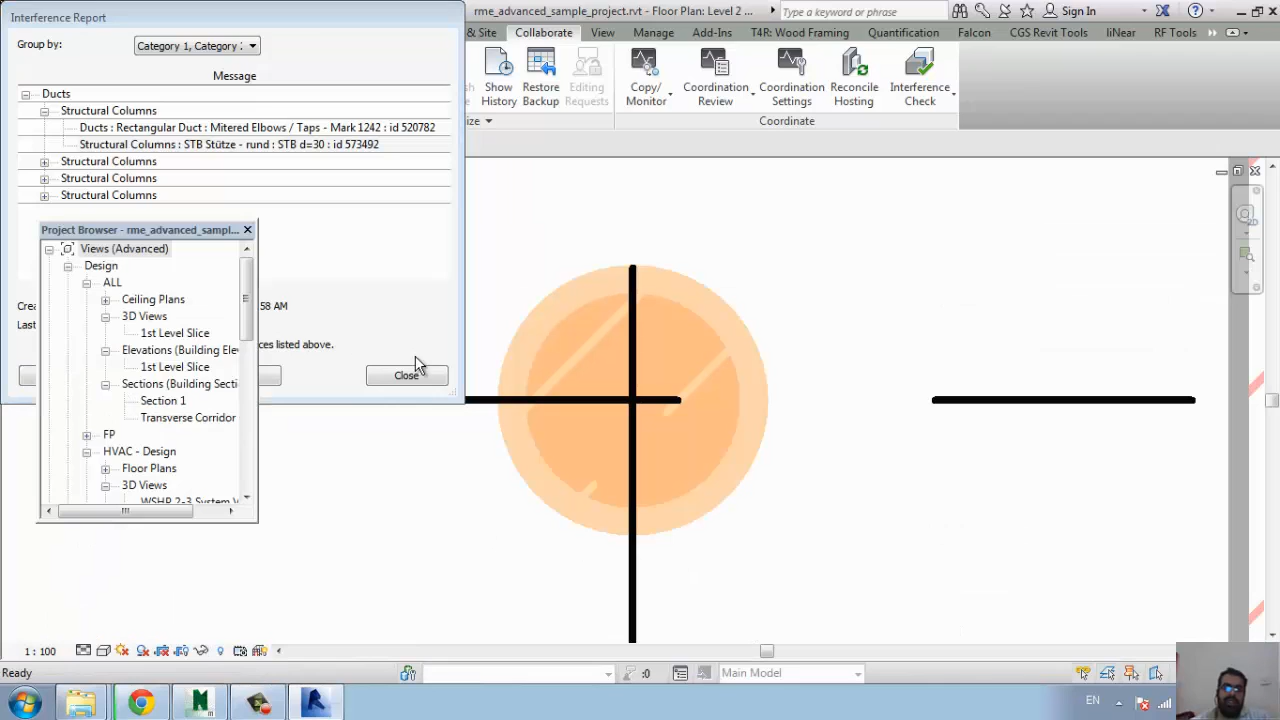 Interference Report
rme_advanced_sample_project.rvt - Floor Plan: Level 2 ...
Type a keyword or phrase
Sign In
Group by:
Category 1, Category 2
& Site
Collaborate
View
Manage
Add-Ins
T4R: Wood Framing
Quantification
Falcon
CGS Revit Tools
liNear
RF Tools
Show History
Restore Backup
Editing Requests
Copy/ Monitor
Coordination Review
Coordination Settings
Reconcile Hosting
Interference Check
Coordinate
Message
Ducts
Structural Columns
Ducts : Rectangular Duct : Mitered Elbows / Taps - Mark 1242 : id 520782
Structural Columns : STB Stütze - rund : STB d=30 : id 573492
Structural Columns
Structural Columns
Structural Columns
Project Browser - rme_advanced_sampl...
Views (Advanced)
Design
ALL
Ceiling Plans
3D Views
1st Level Slice
Elevations (Building Ele
1st Level Slice
Sections (Building Secti
Section 1
Transverse Corridor
FP
HVAC - Design
Floor Plans
3D Views
WSHP 2-3 System V
Crea
58 AM
Last
ces listed above.
Close
1 : 100
Ready
:0
Main Model
EN